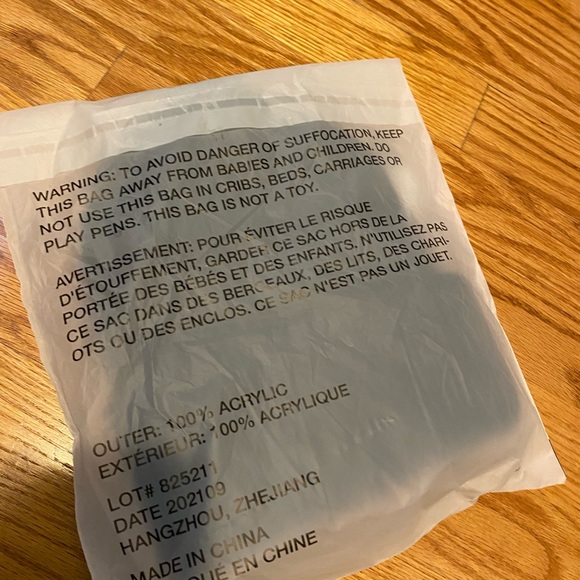 WARNING: TO AVOID DANGER OF SUFFOCATION, KEEP
THIS BAG AWAY FROM BABIES AND CHILDREN. DO
NOT USE THIS BAG IN CRIBS, BEDS, CARRIAGES OR
PLAY PENS. THIS BAG IS NOT A TOY.
AVERTISSEMENT: POUR ÉVITER LE RISQUE
D'ÉTOUFFEMENT, GARDER CE SAC HORS DE LA
PORTÉE DES BÉBÉS ET DES ENFANTS. N'UTILISEZ PAS
CE SAC DANS DES BERCEAUX, DES LITS, DES CHARI-
OTS OU DES ENCLOS. CE SAC N'EST PAS UN JOUET.
OUTER: 100% ACRYLIC
EXTÉRIEUR: 100% ACRYLIQUE
LOT# 825211
DATE 202109
HANGZHOU, ZHEJIANG
MADE IN CHINA
QUÉ EN CHINE